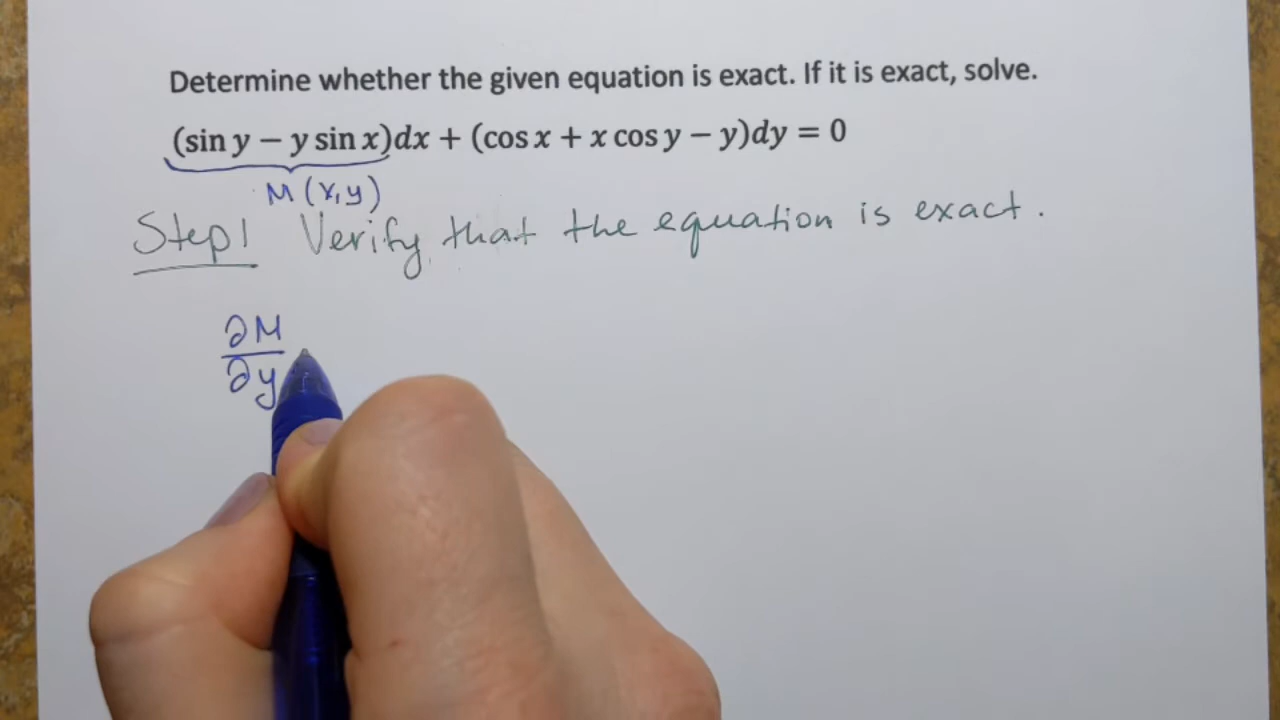 Determine whether the given equation is exact. If it is exact, solve.
(sin y − y sin x)dx + (cos x + x cos y − y)dy = 0
M(x,y)
Step1 Verify that the equation is exact.
∂M
∂y